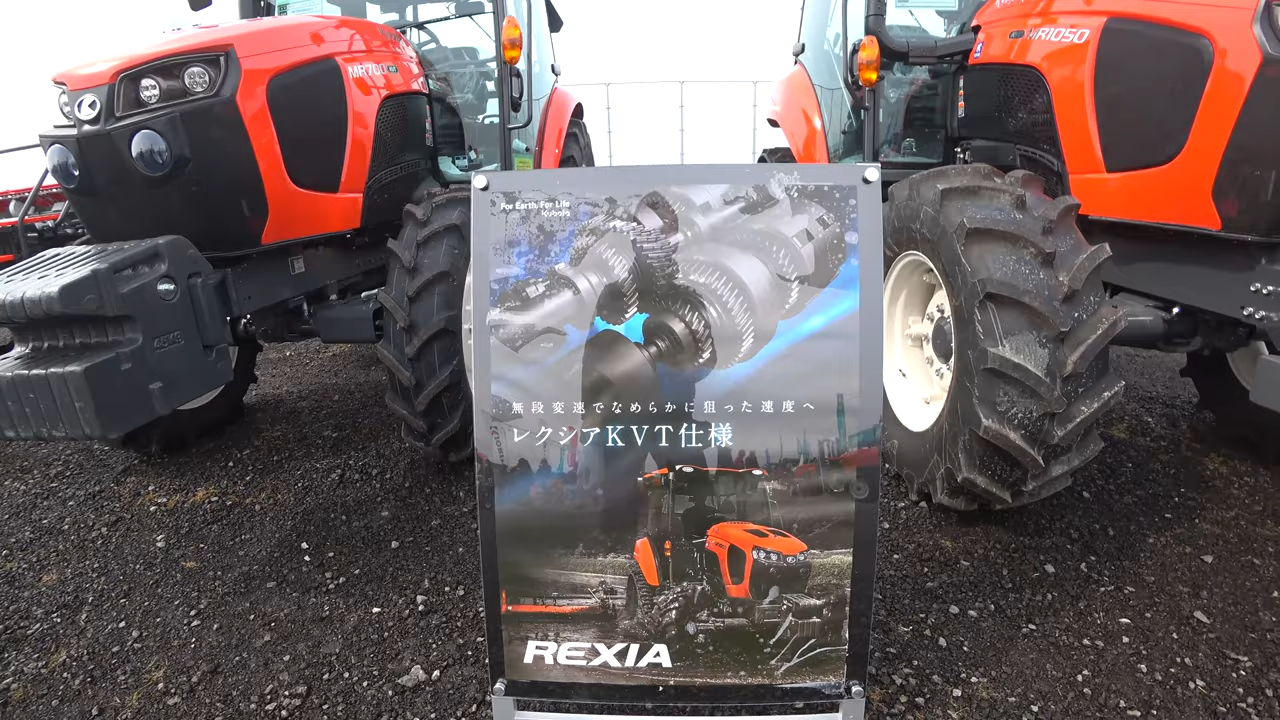 MR700
MR1050
45KG
For Earth, For Life
Kubota
無段変速でなめらかに狙った速度へ
レクシアKVT仕様
REXIA